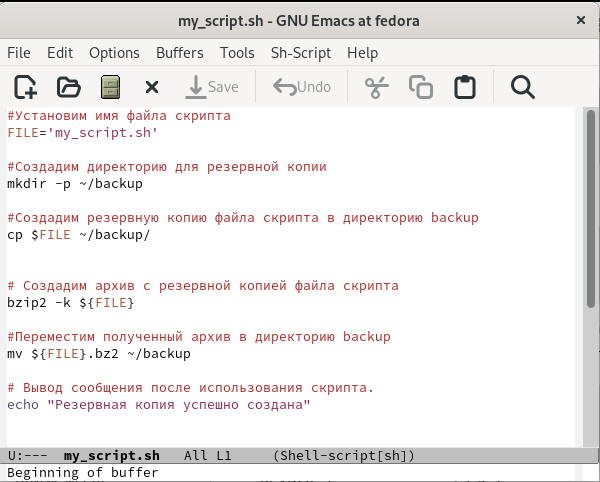 my_script.sh - GNU Emacs at fedora
File Edit Options Buffers Tools Sh-Script Help
Save Undo
#Установим имя файла скрипта
FILE='my_script.sh'
#Создадим директорию для резервной копии
mkdir -p ~/backup
#Создадим резервную копию файла скрипта в директорию backup
cp $FILE ~/backup/
# Создадим архив с резервной копией файла скрипта
bzip2 -k ${FILE}
#Переместим полученный архив в директорию backup
mv ${FILE}.bz2 ~/backup
# Вывод сообщения после использования скрипта.
echo "Резервная копия успешно создана"
U:--- my_script.sh All L1 (Shell-script[sh])
Beginning of buffer